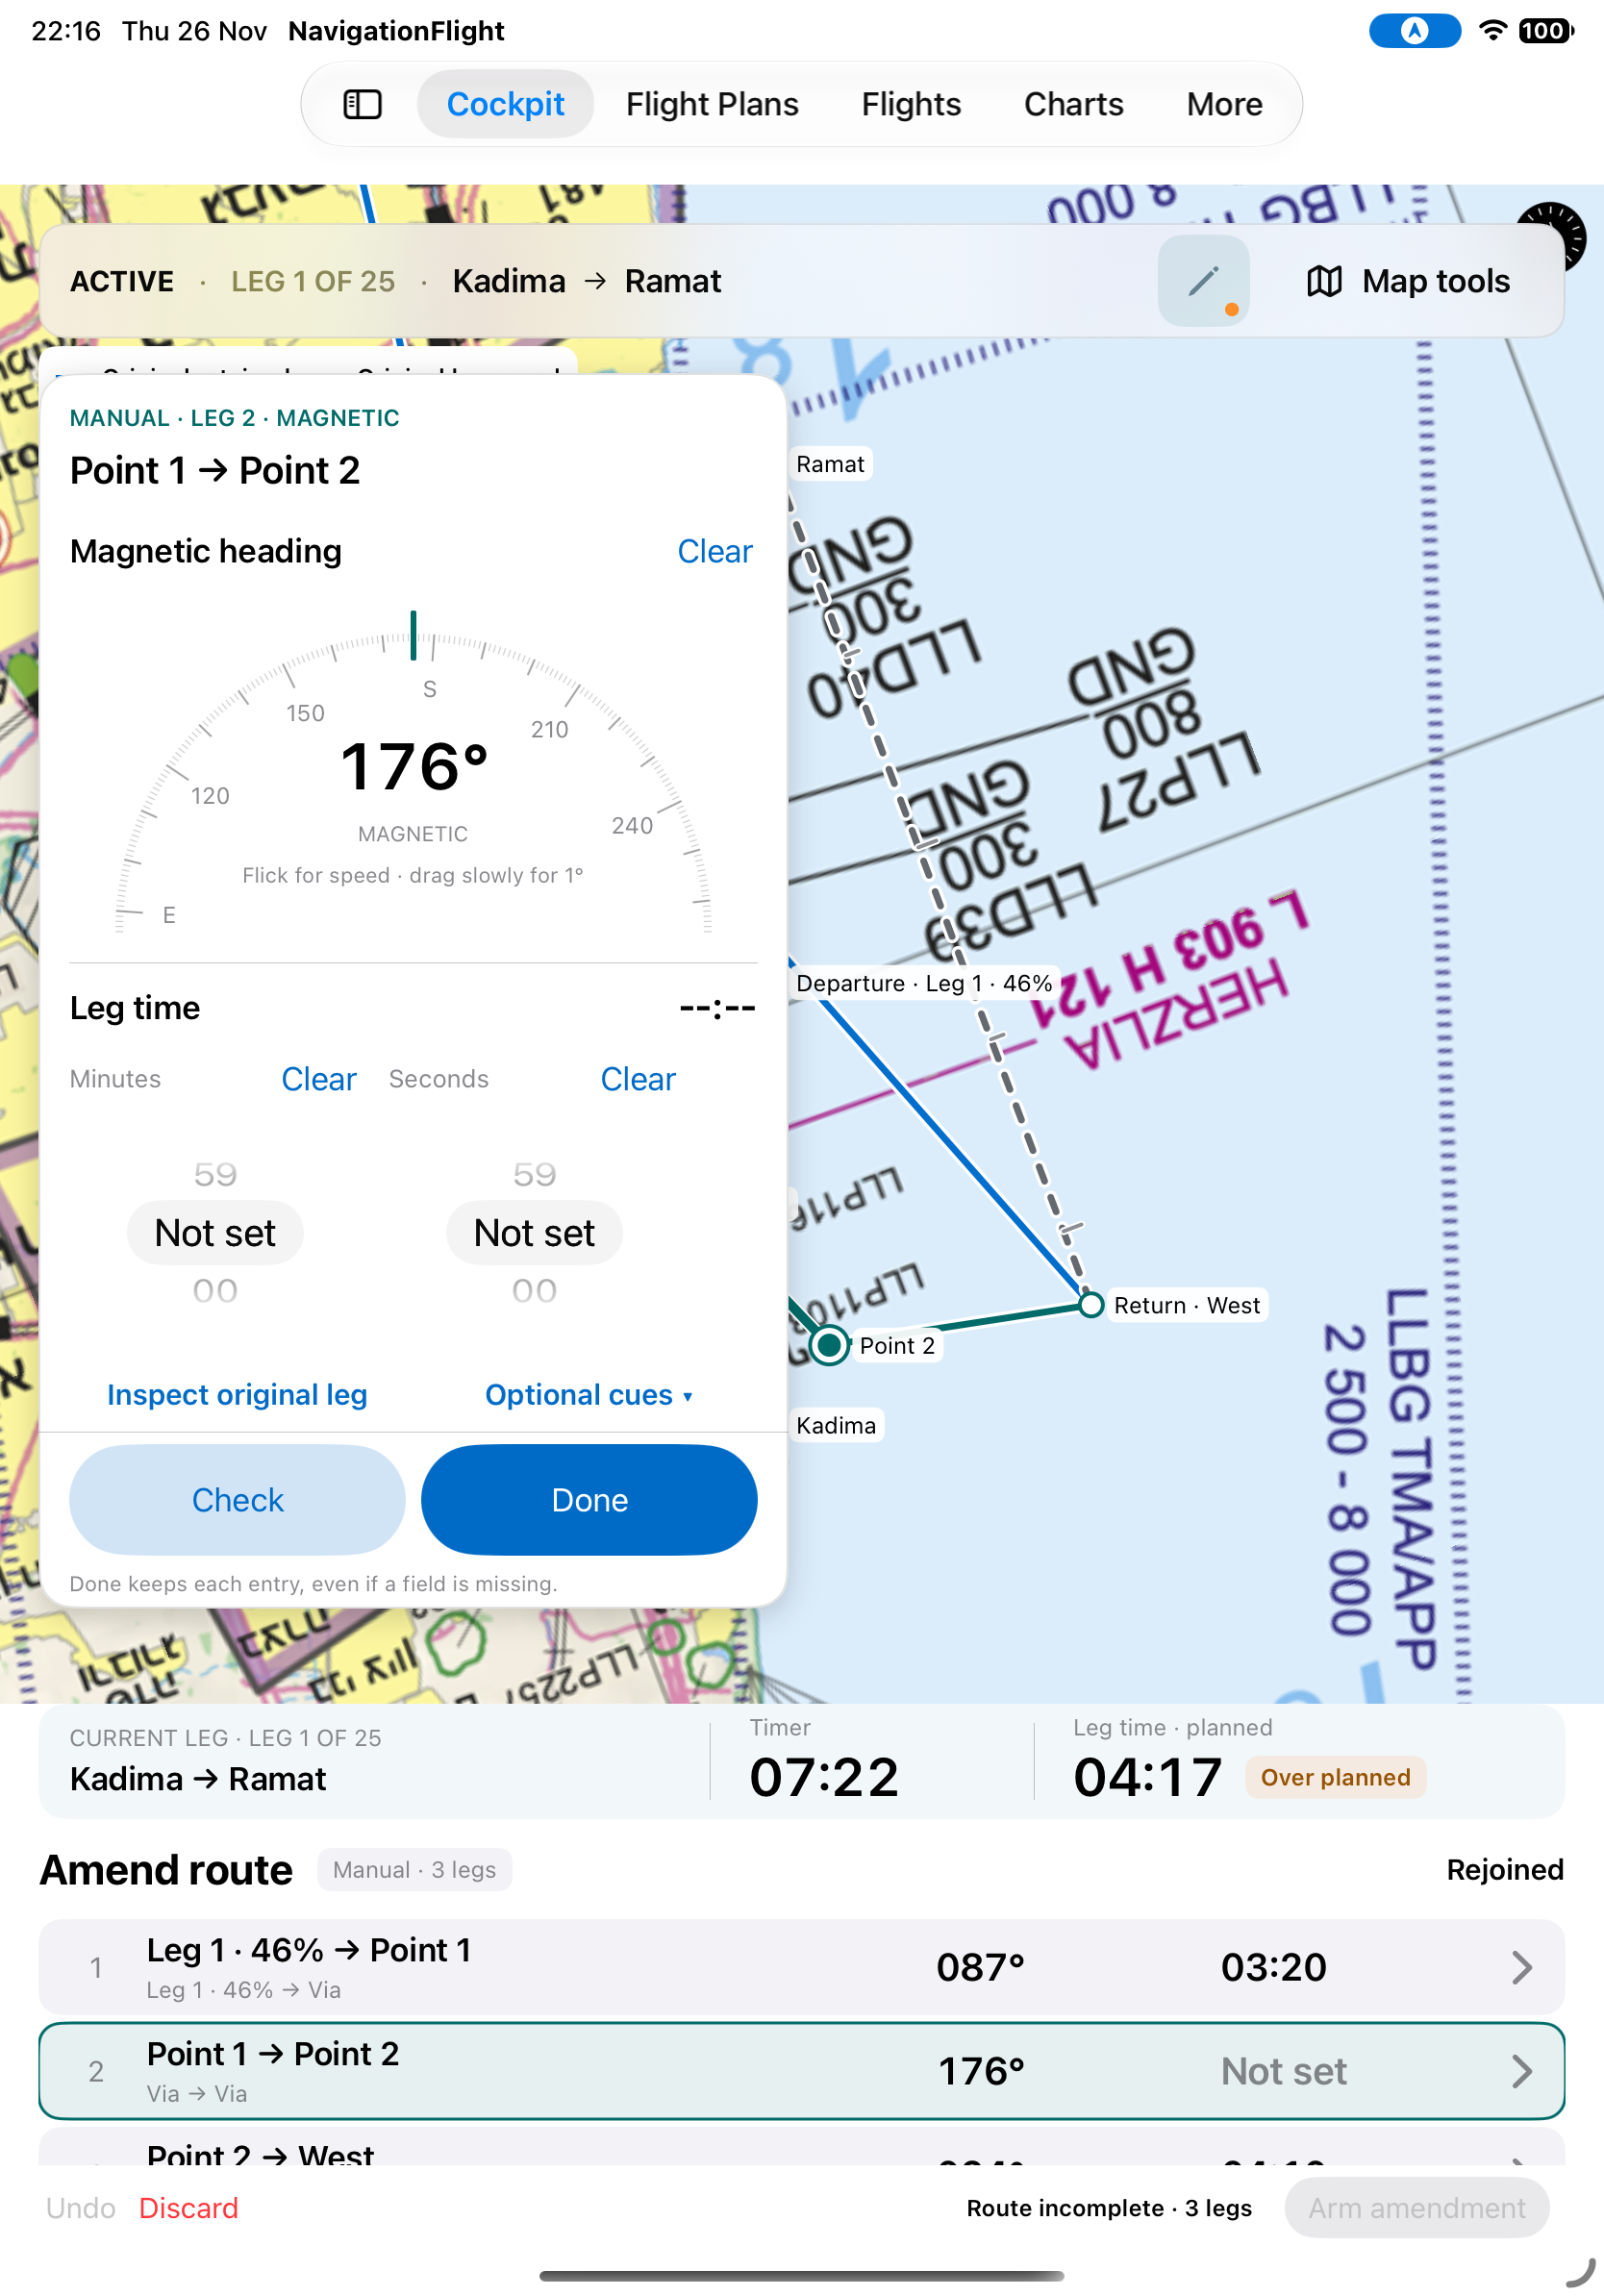 22:16 Thu 26 Nov NavigationFlight
100
Cockpit Flight Plans Flights Charts More
ACTIVE · LEG 1 OF 25 · Kadima → Ramat
Map tools
MANUAL · LEG 2 · MAGNETIC
Point 1 → Point 2
Magnetic heading Clear
S
150 210
176°
120 240
MAGNETIC
Flick for speed · drag slowly for 1°
E
Leg time --:--
Minutes Clear Seconds Clear
59 59
Not set Not set
00 00
Inspect original leg Optional cues ▾
Check Done
Done keeps each entry, even if a field is missing.
Ramat
GND
300
LLD40
GND
800
LLP27
GND
300
LLD39
Departure · Leg 1 · 46%
L 903 H 121
HERZLIA
LLP116
LLP1103
Return · West
Point 2
Kadima
LLBG TMA/APP
2 500 - 8 000
LLP2257
CURRENT LEG · LEG 1 OF 25
Kadima → Ramat
Timer
07:22
Leg time · planned
04:17 Over planned
Amend route Manual · 3 legs Rejoined
1 Leg 1 · 46% → Point 1 087° 03:20
Leg 1 · 46% → Via
2 Point 1 → Point 2 176° Not set
Via → Via
Point 2 → West
Undo Discard Route incomplete · 3 legs Arm amendment